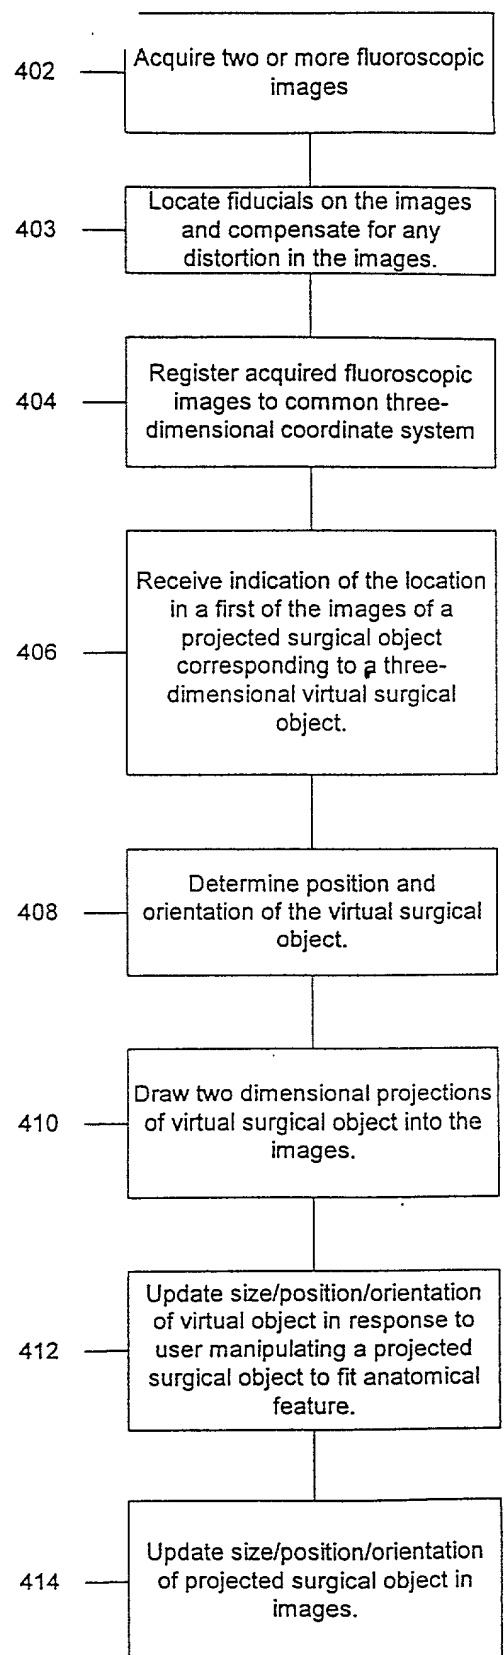 402
Acquire two or more fluoroscopic
images
403
Locate fiducials on the images
and compensate for any
distortion in the images.
404
Register acquired fluoroscopic
images to common three-
dimensional coordinate system
406
Receive indication of the location
in a first of the images of a
projected surgical object
corresponding to a three-
dimensional virtual surgical
object.
408
Determine position and
orientation of the virtual surgical
object.
410
Draw two dimensional projections
of virtual surgical object into the
images.
412
Update size/position/orientation
of virtual object in response to
user manipulating a projected
surgical object to fit anatomical
feature.
414
Update size/position/orientation
of projected surgical object in
images.